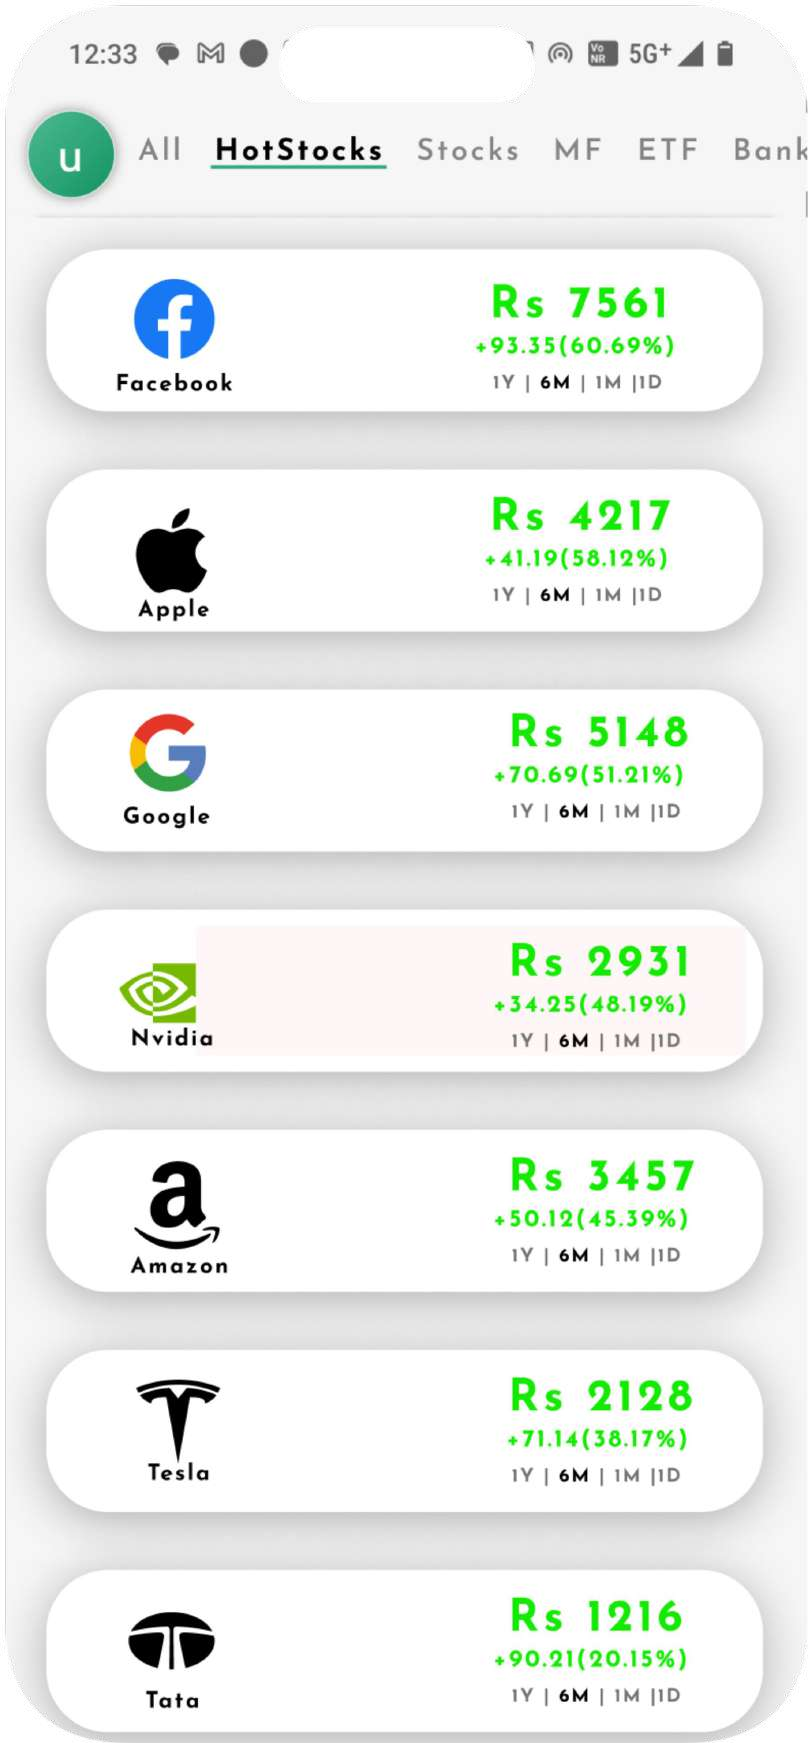 12:33 Vo NR 5G+
u All HotStocks Stocks MF ETF Bank
Rs 7561
+93.35(60.69%)
Facebook 1Y | 6M | 1M |1D
Rs 4217
+41.19(58.12%)
1Y | 6M | 1M |1D
Apple
Rs 5148
+70.69(51.21%)
Google 1Y | 6M | 1M |1D
Rs 2931
+34.25(48.19%)
Nvidia 1Y | 6M | 1M |1D
a
Rs 3457
+50.12(45.39%)
1Y | 6M | 1M |1D
Amazon
Rs 2128
+71.14(38.17%)
Tesla 1Y | 6M | 1M |1D
Rs 1216
+90.21(20.15%)
Tata 1Y | 6M | 1M |1D